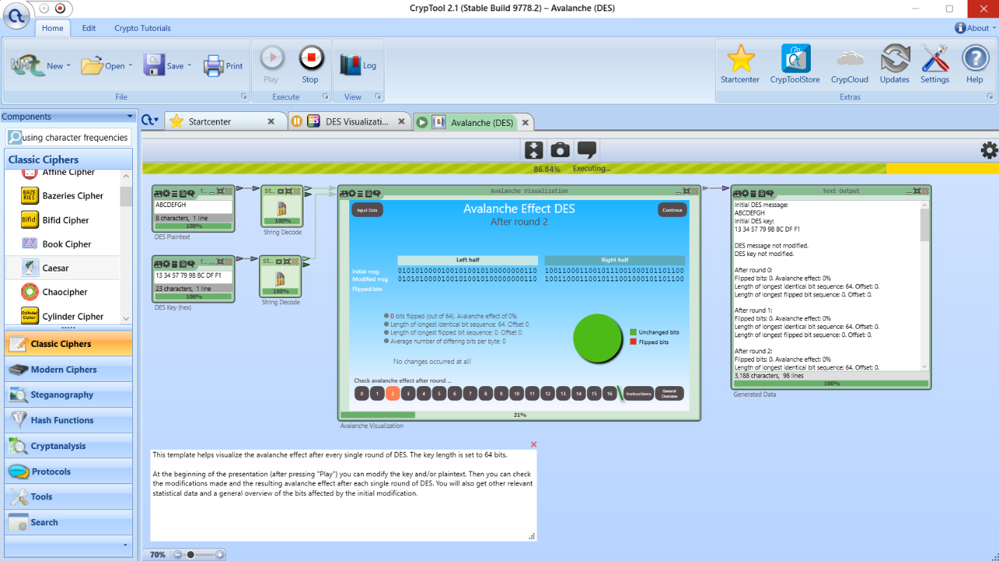 CrypTool 2.1 (Stable Build 9778.2) – Avalanche (DES)
Home Edit Crypto Tutorials About
New Open Save Print Play Stop Log Startcenter CrypToolStore CrypCloud Updates Settings Help
File Execute View Extras
Components
using character frequencies
Classic Ciphers
Affine Cipher
BAZE RIES Bazeries Cipher
Bifid Bifid Cipher
Book Cipher
Caesar
Chaocipher
Cylinder Cipher Cylinder Cipher
Classic Ciphers
Modern Ciphers
Steganography
Hash Functions
Cryptanalysis
Protocols
Tools
Search
Startcenter DES DES Visualizati... Avalanche (DES)
86.84% Executing...
T...
ABCDEFGH
8 characters, 1 line
100%
DES Plaintext
St...
100%
String Decode
T...
13 34 57 79 9B BC DF F1
23 characters, 1 line
100%
DES Key (hex)
St...
100%
String Decode
Avalanche Visualization
Input Data Avalanche Effect DES Continue
After round 2
Left half Right half
Initial msg 01010100001001010010100000000110 10011000110010111001000101101100
Modified msg 01010100001001010010100000000110 10011000110010111001000101101100
Flipped bits
0 bits flipped (out of 64). Avalanche effect of 0%
Length of longest identical bit sequence: 64. Offset 0.
Length of longest flipped bit sequence: 0. Offset 0.
Average number of differing bits per byte: 0
Unchanged bits
Flipped bits
No changes occurred at all!
Check avalanche effect after round ...
0 1 2 3 4 5 6 7 8 9 10 11 12 13 14 15 16 Instructions General Overview
21%
Avalanche Visualization
Text Output
Initial DES message:
ABCDEFGH
Initial DES key:
13 34 57 79 9B BC DF F1
DES message not modified.
DES key not modified.
After round 0:
Flipped bits: 0. Avalanche effect: 0%
Length of longest identical bit sequence: 64. Offset: 0.
Length of longest flipped bit sequence: 0. Offset: 0.
After round 1:
Flipped bits: 0. Avalanche effect: 0%
Length of longest identical bit sequence: 64. Offset: 0.
Length of longest flipped bit sequence: 0. Offset: 0.
After round 2:
Flipped bits: 0. Avalanche effect: 0%
Length of longest identical bit sequence: 64. Offset: 0.
3,188 characters, 98 lines
100%
Generated Data
This template helps visualize the avalanche effect after every single round of DES. The key length is set to 64 bits.
At the beginning of the presentation (after pressing "Play") you can modify the key and/or plaintext. Then you can check
the modifications made and the resulting avalanche effect after each single round of DES. You will also get other relevant
statistical data and a general overview of the bits affected by the initial modification.
70%